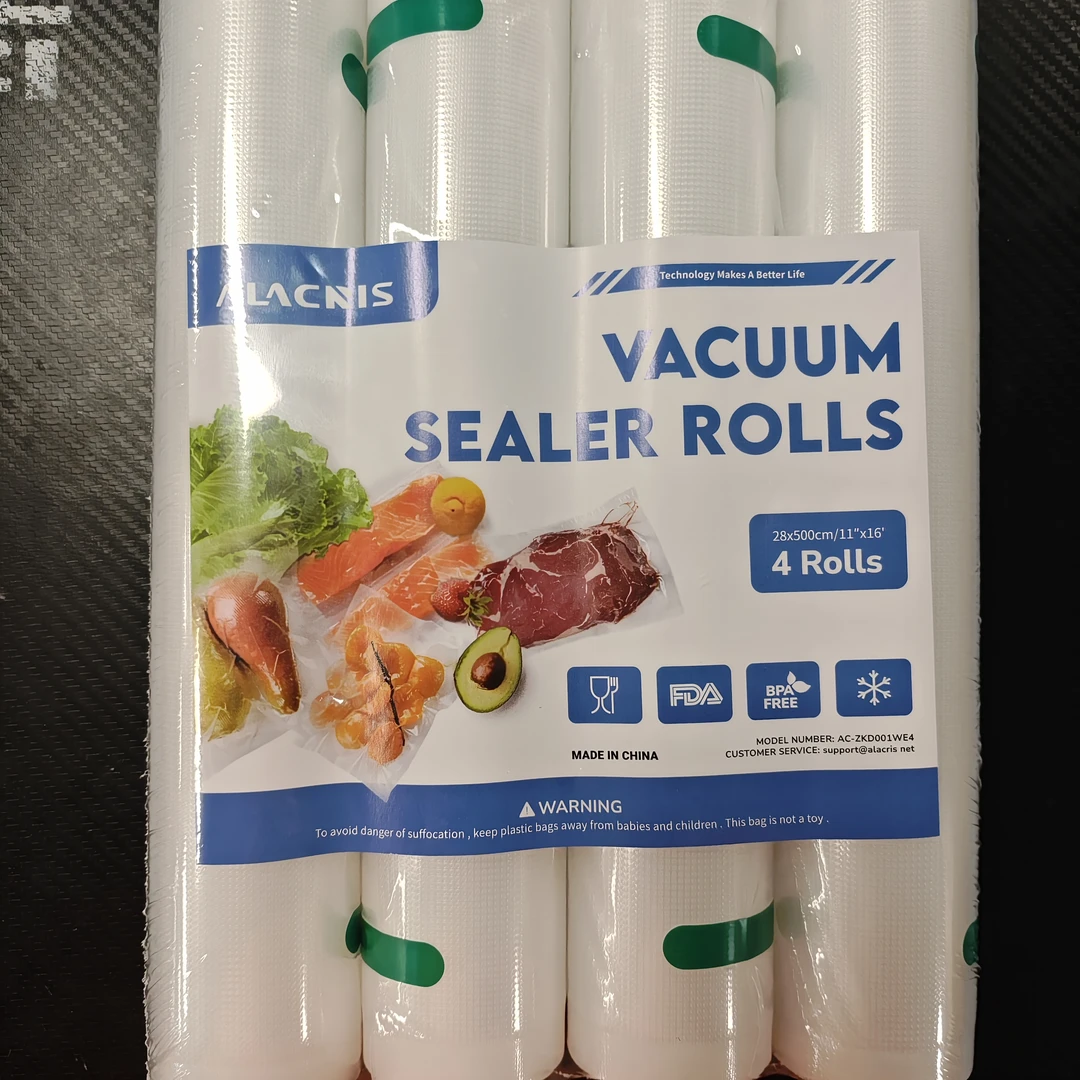 ALACRIS
Technology Makes A Better Life
VACUUM
SEALER ROLLS
28x500cm/11"x16'
4 Rolls
FDA
BPA
FREE
MODEL NUMBER: AC-ZKD001WE4
MADE IN CHINA
CUSTOMER SERVICE: support@alacris net
WARNING
To avoid danger of suffocation , keep plastic bags away from babies and children . This bag is not a toy .